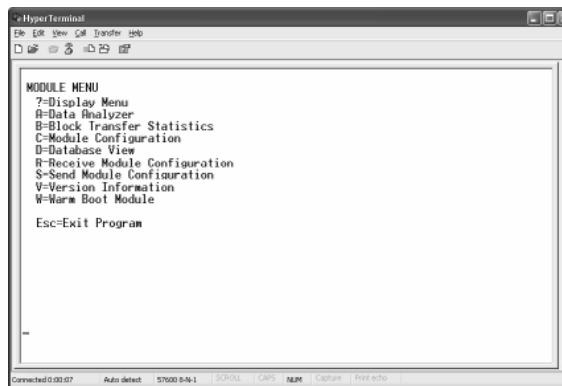 HyperTerminal
File Edit View Call Transfer Help
MODULE MENU
?=Display Menu
A=Data Analyzer
B=Block Transfer Statistics
C=Module Configuration
D=Database View
R=Receive Module Configuration
S=Send Module Configuration
V=Version Information
W=Warm Boot Module
Esc=Exit Program
Connected 0:00:07 Auto detect 57600 8-N-1 SCROLL CAPS NUM Capture Print echo